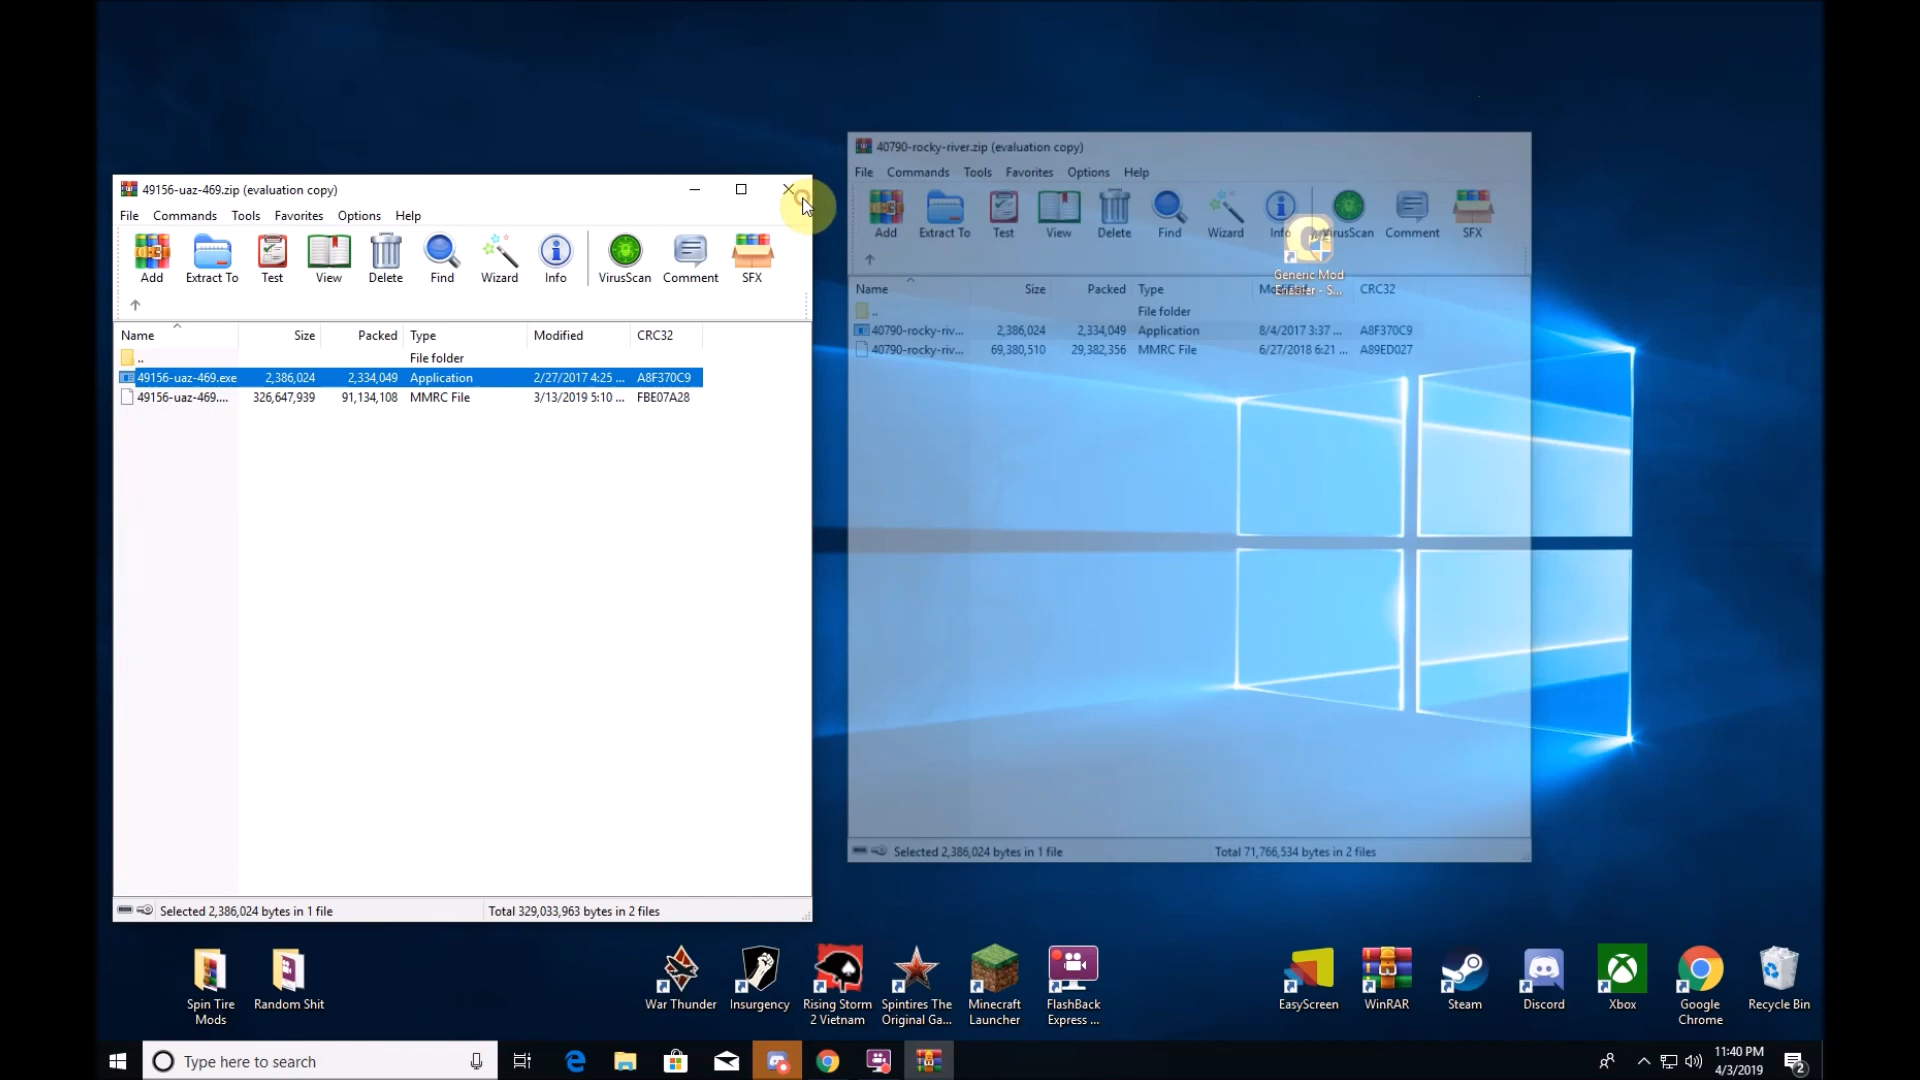 49156-uaz-469.zip (evaluation copy)
File Commands Tools Favorites Options Help
Add Extract To Test View Delete Find Wizard Info VirusScan Comment SFX
Name Size Packed Type Modified CRC32
.. File folder
49156-uaz-469.exe 2,386,024 2,334,049 Application 2/27/2017 4:25 ... A8F370C9
49156-uaz-469.... 326,647,939 91,134,108 MMRC File 3/13/2019 5:10 ... FBE07A28
Selected 2,386,024 bytes in 1 file Total 329,033,963 bytes in 2 files
40790-rocky-river.zip (evaluation copy)
File Commands Tools Favorites Options Help
Add Extract To Test View Delete Find Wizard Info VirusScan Comment SFX
Name Size Packed Type Modified CRC32
.. File folder
40790-rocky-riv... 2,386,024 2,334,049 Application 8/4/2017 3:37 ... A8F370C9
40790-rocky-riv... 69,380,510 29,382,356 MMRC File 6/27/2018 6:21 ... A89ED027
Selected 2,386,024 bytes in 1 file Total 71,766,534 bytes in 2 files
Generic Mod
Enabler - S...
Spin Tire
Mods
Random Shit
War Thunder
Insurgency
Rising Storm
2 Vietnam
Spintires The
Original Ga...
Minecraft
Launcher
FlashBack
Express ...
EasyScreen
WinRAR
Steam
Discord
Xbox
Google
Chrome
Recycle Bin
Type here to search
11:40 PM
4/3/2019
2